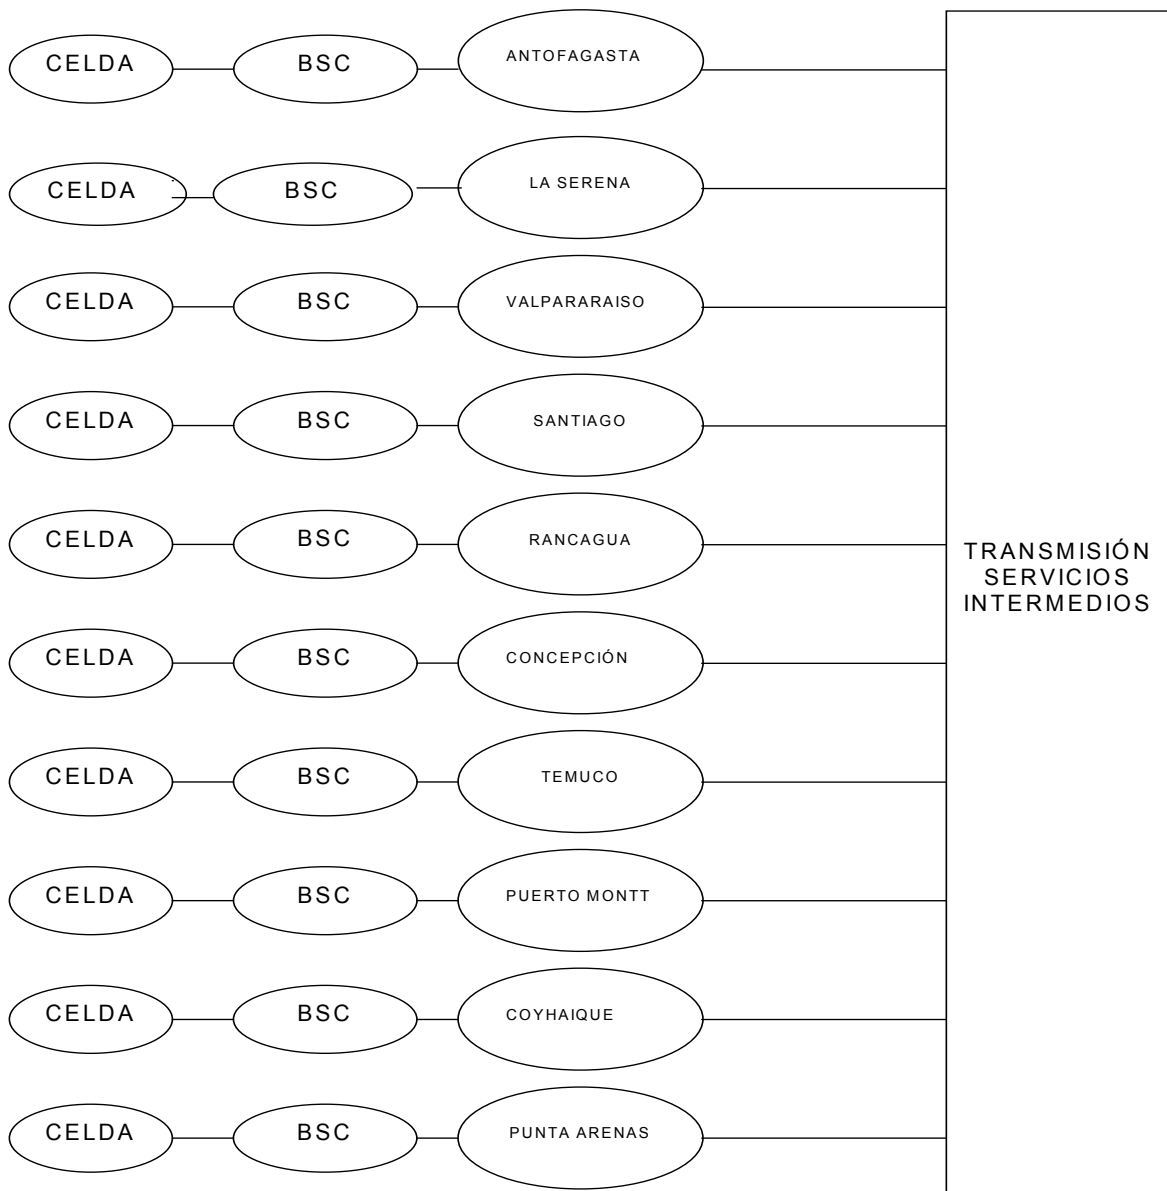 CELDA BSC ANTOFAGASTA
CELDA BSC LA SERENA
CELDA BSC VALPARARAISO
CELDA BSC SANTIAGO
CELDA BSC RANCAGUA
TRANSMISIÓN
SERVICIOS
INTERMEDIOS
CELDA BSC CONCEPCIÓN
CELDA BSC TEMUCO
CELDA BSC PUERTO MONTT
CELDA BSC COYHAIQUE
CELDA BSC PUNTA ARENAS